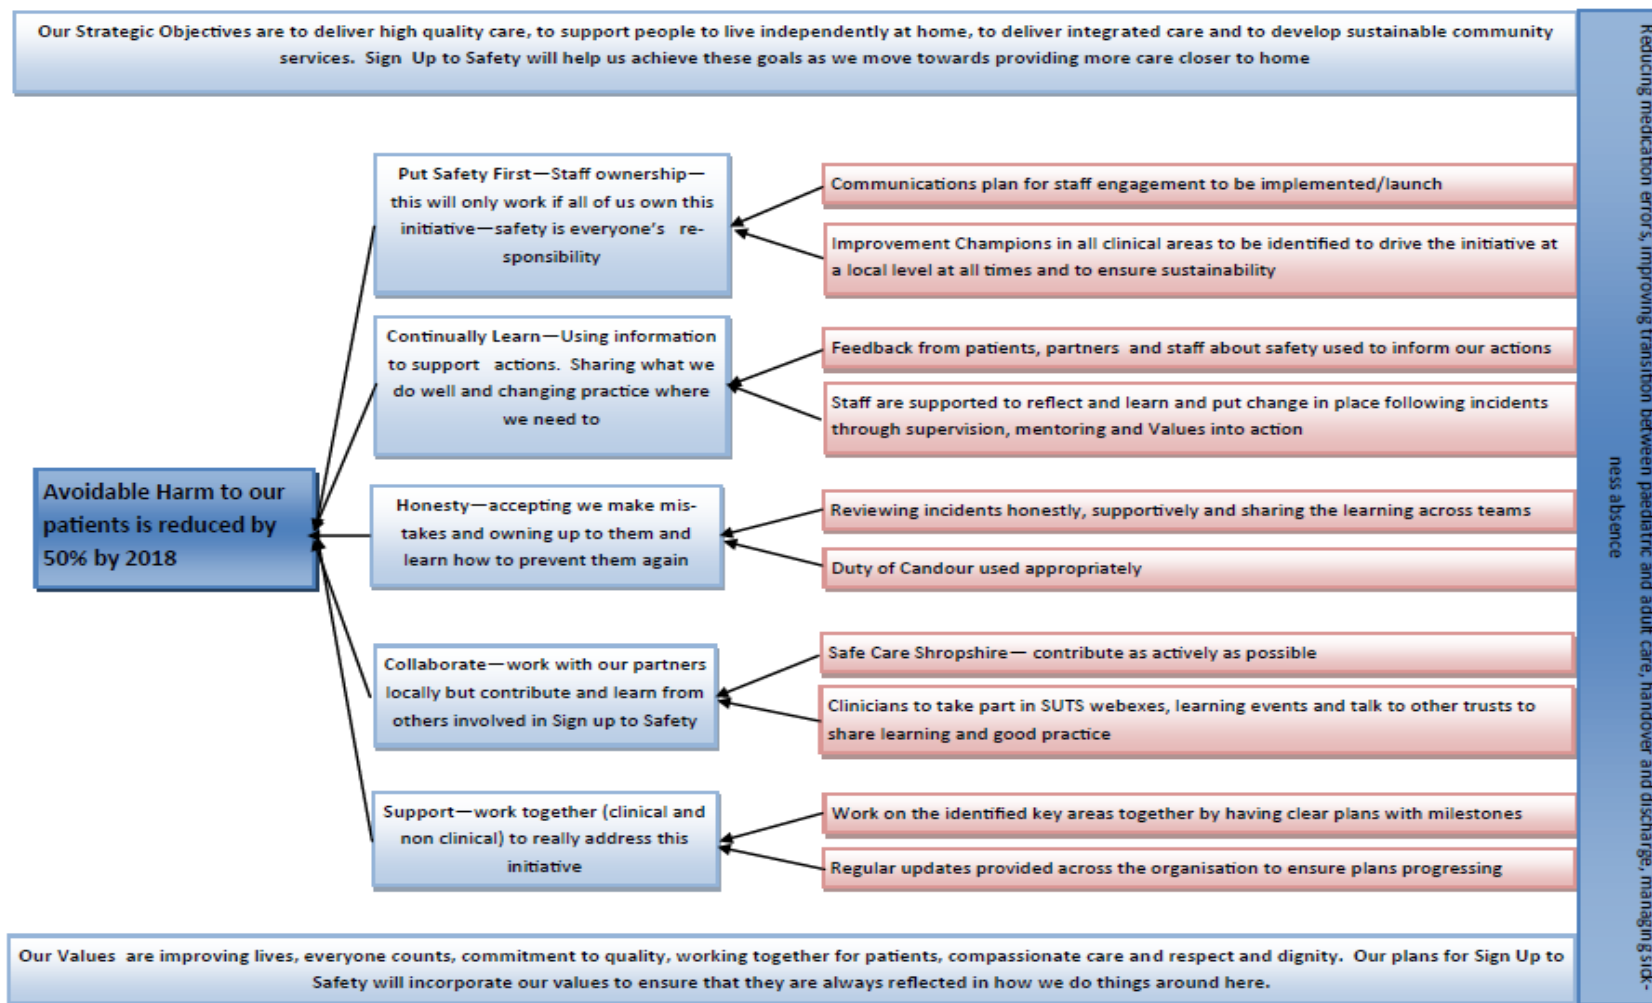 Our Strategic Objectives are to deliver high quality care, to support people to live independently at home, to deliver integrated care and to develop sustainable community
services. Sign Up to Safety will help us achieve these goals as we move towards providing more care closer to home
Put Safety First—Staff ownership—
this will only work if all of us own this
initiative—safety is everyone's re-
sponsibility
Communications plan for staff engagement to be implemented/launch
Improvement Champions in all clinical areas to be identified to drive the initiative at
a local level at all times and to ensure sustainability
Continually Learn—Using information
to support actions. Sharing what we
do well and changing practice where
we need to
Feedback from patients, partners and staff about safety used to inform our actions
Staff are supported to reflect and learn and put change in place following incidents
through supervision, mentoring and Values into action
Avoidable Harm to our
patients is reduced by
50% by 2018
Honesty—accepting we make mis-
takes and owning up to them and
learn how to prevent them again
Reviewing incidents honestly, supportively and sharing the learning across teams
Duty of Candour used appropriately
Collaborate—work with our partners
locally but contribute and learn from
others involved in Sign up to Safety
Safe Care Shropshire— contribute as actively as possible
Clinicians to take part in SUTS webexes, learning events and talk to other trusts to
share learning and good practice
Support—work together (clinical and
non clinical) to really address this
initiative
Work on the identified key areas together by having clear plans with milestones
Regular updates provided across the organisation to ensure plans progressing
Our Values are improving lives, everyone counts, commitment to quality, working together for patients, compassionate care and respect and dignity. Our plans for Sign Up to
Safety will incorporate our values to ensure that they are always reflected in how we do things around here.
Reducing medication errors, improving transition between paediatric and adult care, handover and discharge, managing sick-
ness absence